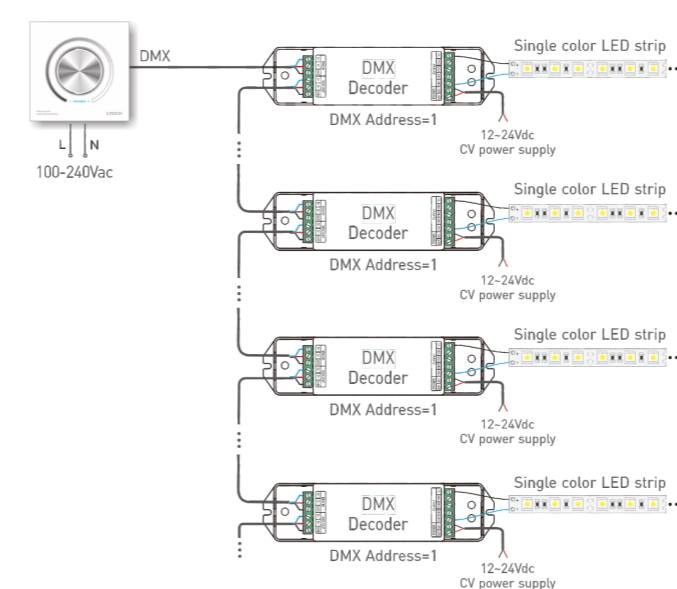 DMX
LTECH
L
N
100-240Vac
DMX
Decoder
DMX Address=1
Single color LED strip
12~24Vdc
CV power supply
DMX
Decoder
DMX Address=1
Single color LED strip
12~24Vdc
CV power supply
DMX
Decoder
DMX Address=1
Single color LED strip
12~24Vdc
CV power supply
DMX
Decoder
DMX Address=1
Single color LED strip
12~24Vdc
CV power supply